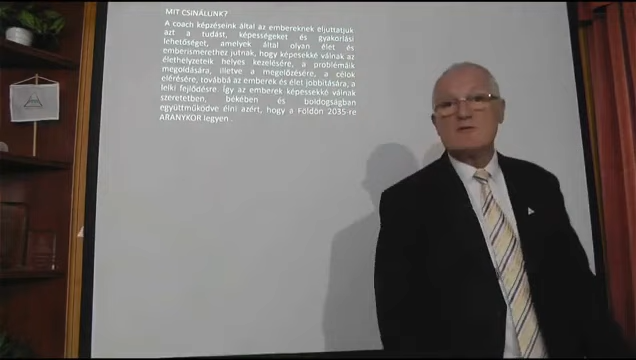 MIT CSINÁLUNK?
A coach képzéseink által az embereknek eljuttatjuk
azt a tudást, képességeket és gyakorlási
lehetőséget, amelyek által olyan élet és
emberismerethez jutnak, hogy képesekké válnak az
élethelyzeteik helyes kezelésére, a problémáik
megoldására, illetve a megelőzésére, a célok
elérésére, továbbá az emberek és élet jobbítására, a
lelki fejlődésre. Így az emberek képessekké válnak
szeretetben, békében és boldogságban
együttműködve élni azért, hogy a Földön 2035-re
ARANYKOR legyen .